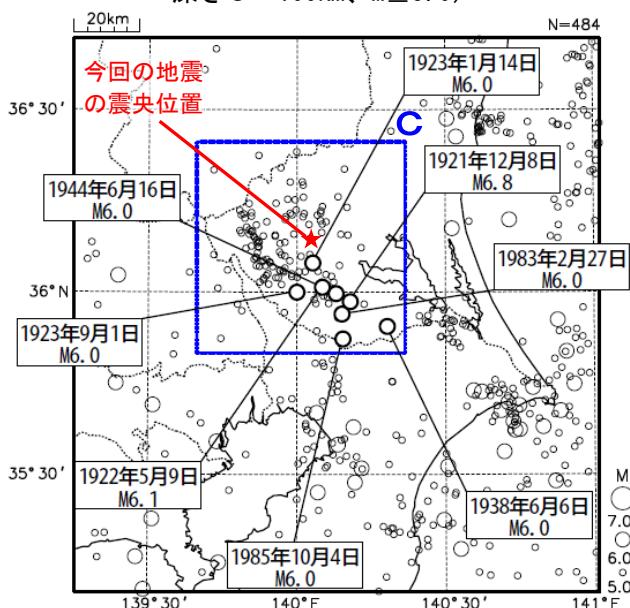 20km
N=484
今回の地震
の震央位置
1923年1月14日
M6.0
C
1921年12月8日
M6.8
1944年6月16日
M6.0
1983年2月27日
M6.0
1923年9月1日
M6.0
1922年5月9日
M6.1
1938年6月6日
M6.0
1985年10月4日
M6.0
36°30′
36°N
35°30′
139°30′
140°E
140°30′
141°E
M
7.0
6.0
5.0